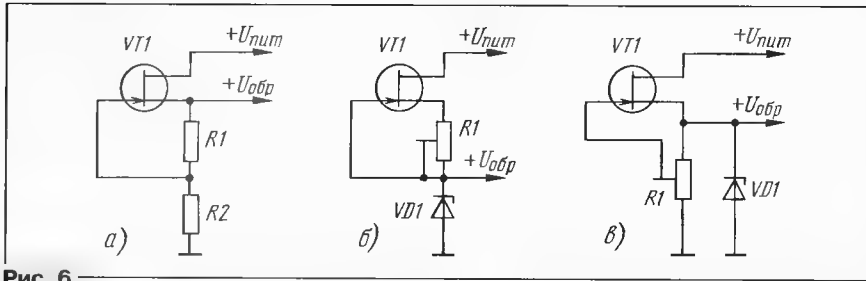 VT1
+Uпит
+Uобр
R1
R2
а)
VT1
+Uпит
R1
+Uобр
VD1
б)
VT1
+Uпит
+Uобр
R1
VD1
в)
Рис. 6